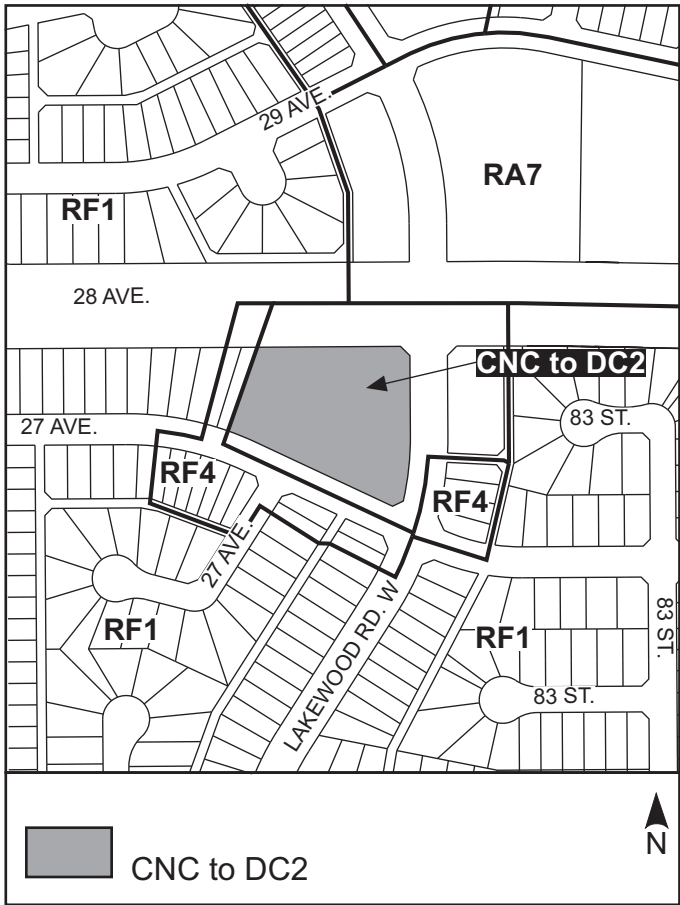 29 AVE.
RA7
RF1
28 AVE.
CNC to DC2
83 ST.
27 AVE.
RF4
RF4
27 AVE.
RF1
RF1
83 ST.
LAKEWOOD RD. W
83 ST.
CNC to DC2
N